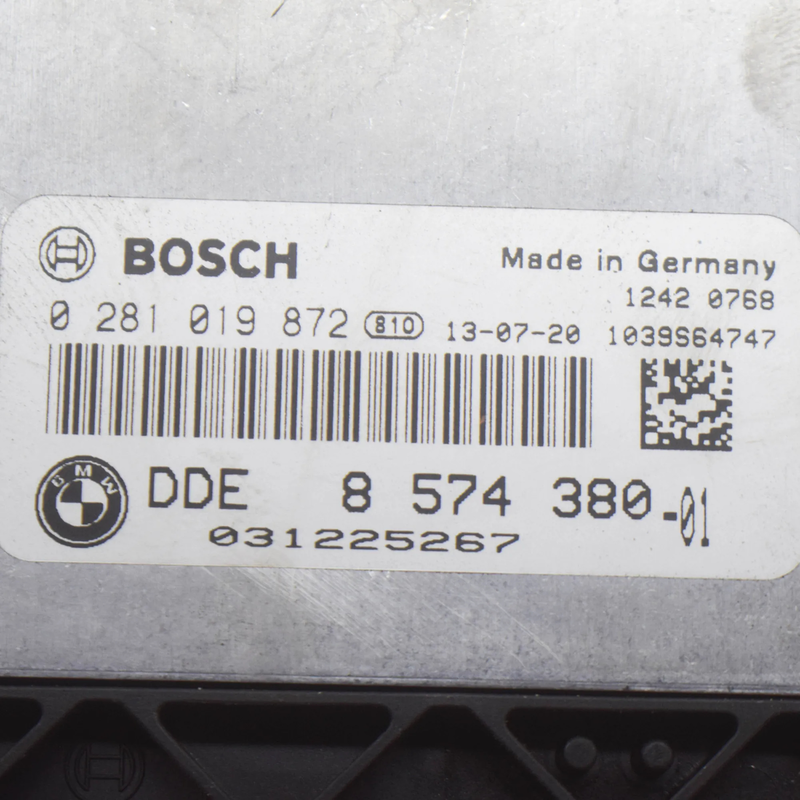 BOSCH
Made in Germany
1242 0768
0 281 019 872 810 13-07-20 1039S64747
BMW DDE 8 574 380-01
031225267